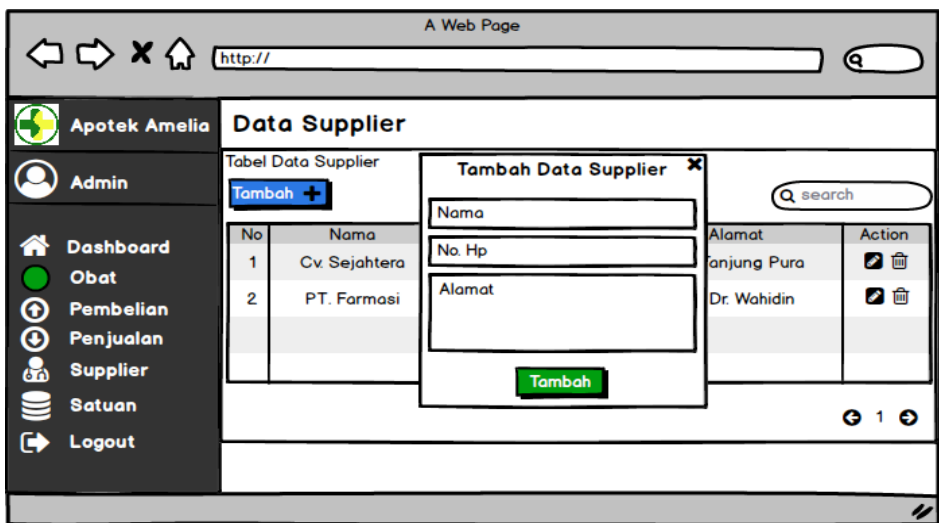 A Web Page
http://
Apotek Amelia
Data Supplier
Admin
Tabel Data Supplier
Tambah
search
Tambah Data Supplier
Nama
No. Hp
Alamat
Tambah
No Nama Alamat Action
1 Cv. Sejahtera Tanjung Pura
2 PT. Farmasi Dr. Wahidin
Dashboard
Obat
Pembelian
Penjualan
Supplier
Satuan
Logout
1